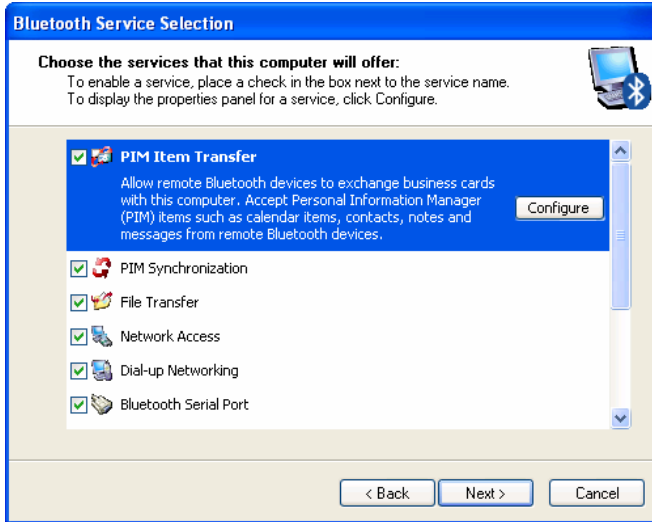 Bluetooth Service Selection
Choose the services that this computer will offer:
To enable a service, place a check in the box next to the service name.
To display the properties panel for a service, click Configure.
PIM Item Transfer
Allow remote Bluetooth devices to exchange business cards
with this computer. Accept Personal Information Manager
(PIM) items such as calendar items, contacts, notes and
messages from remote Bluetooth devices.
Configure
PIM Synchronization
File Transfer
Network Access
Dial-up Networking
Bluetooth Serial Port
< Back
Next >
Cancel